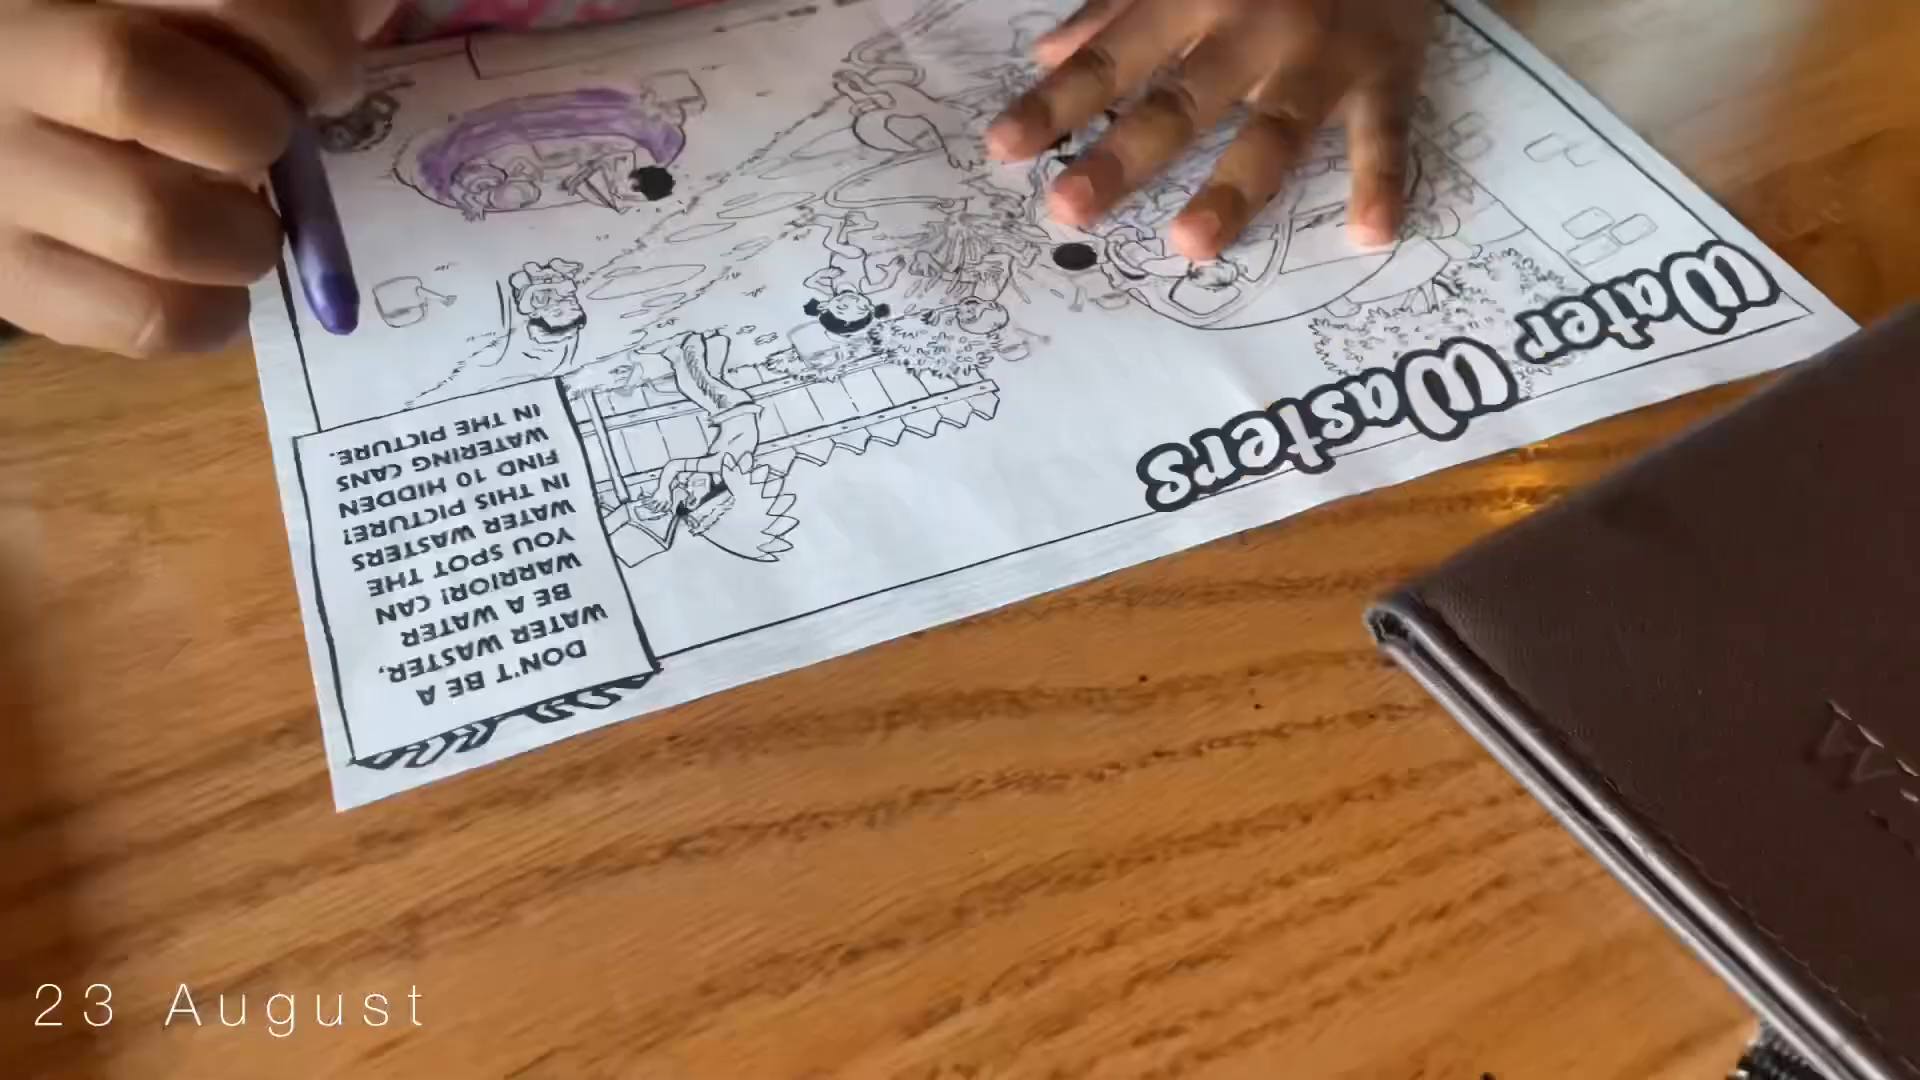 Water Wasters
DON'T BE A
WATER WASTER,
BE A WATER
WARRIOR! CAN
YOU SPOT THE
WATER WASTERS
IN THIS PICTURE!
FIND 10 HIDDEN
WATERING CANS
IN THE PICTURE.
23 August